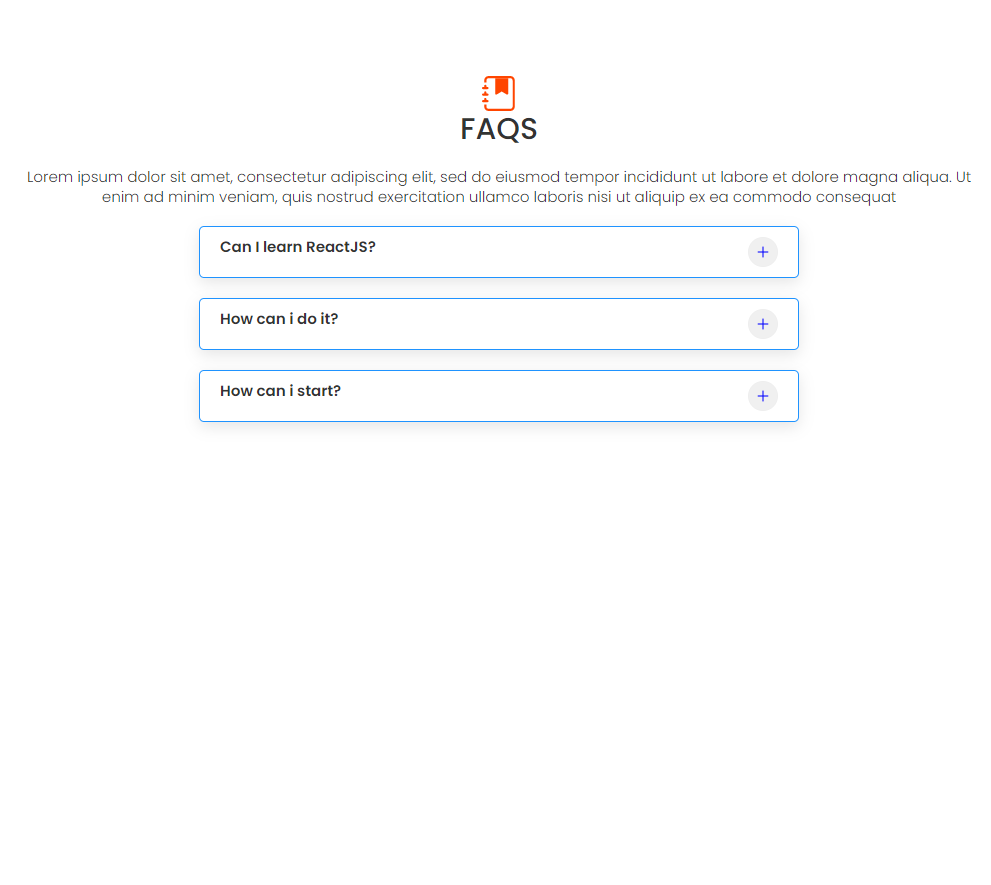 FAQS
Lorem ipsum dolor sit amet, consectetur adipiscing elit, sed do eiusmod tempor incididunt ut labore et dolore magna aliqua. Ut
enim ad minim veniam, quis nostrud exercitation ullamco laboris nisi ut aliquip ex ea commodo consequat
Can I learn ReactJS?
How can i do it?
How can i start?